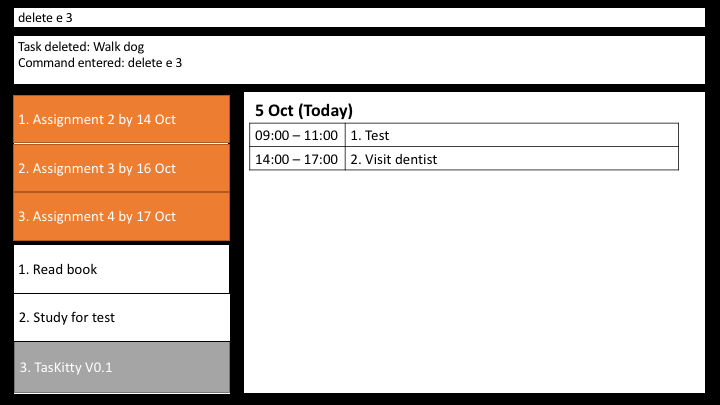 delete e 3
Task deleted: Walk dog
Command entered: delete e 3
1. Assignment 2 by 14 Oct
2. Assignment 3 by 16 Oct
3. Assignment 4 by 17 Oct
1. Read book
2. Study for test
3. TasKitty V0.1
5 Oct (Today)
09:00 – 11:00 1. Test
14:00 – 17:00 2. Visit dentist